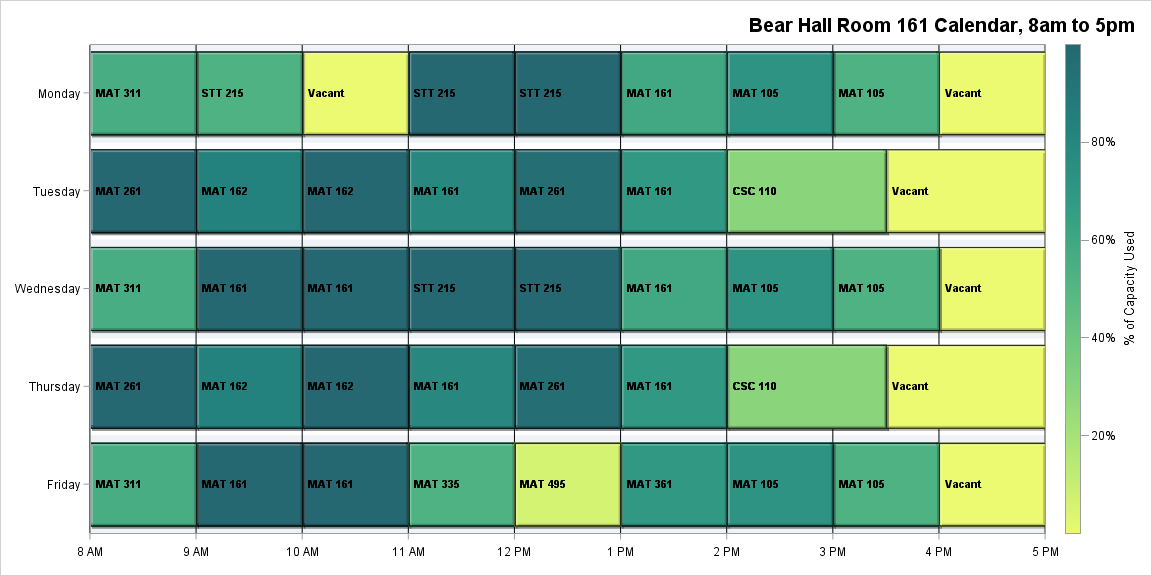 Bear Hall Room 161 Calendar, 8am to 5pm
Monday
MAT 311
STT 215
Vacant
STT 215
STT 215
MAT 161
MAT 105
MAT 105
Vacant
Tuesday
MAT 261
MAT 162
MAT 162
MAT 161
MAT 261
MAT 161
CSC 110
Vacant
Wednesday
MAT 311
MAT 161
MAT 161
STT 215
STT 215
MAT 161
MAT 105
MAT 105
Vacant
Thursday
MAT 261
MAT 162
MAT 162
MAT 161
MAT 261
MAT 161
CSC 110
Vacant
Friday
MAT 311
MAT 161
MAT 161
MAT 335
MAT 495
MAT 361
MAT 105
MAT 105
Vacant
8 AM
9 AM
10 AM
11 AM
12 PM
1 PM
2 PM
3 PM
4 PM
5 PM
80%
60%
40%
20%
% of Capacity Used